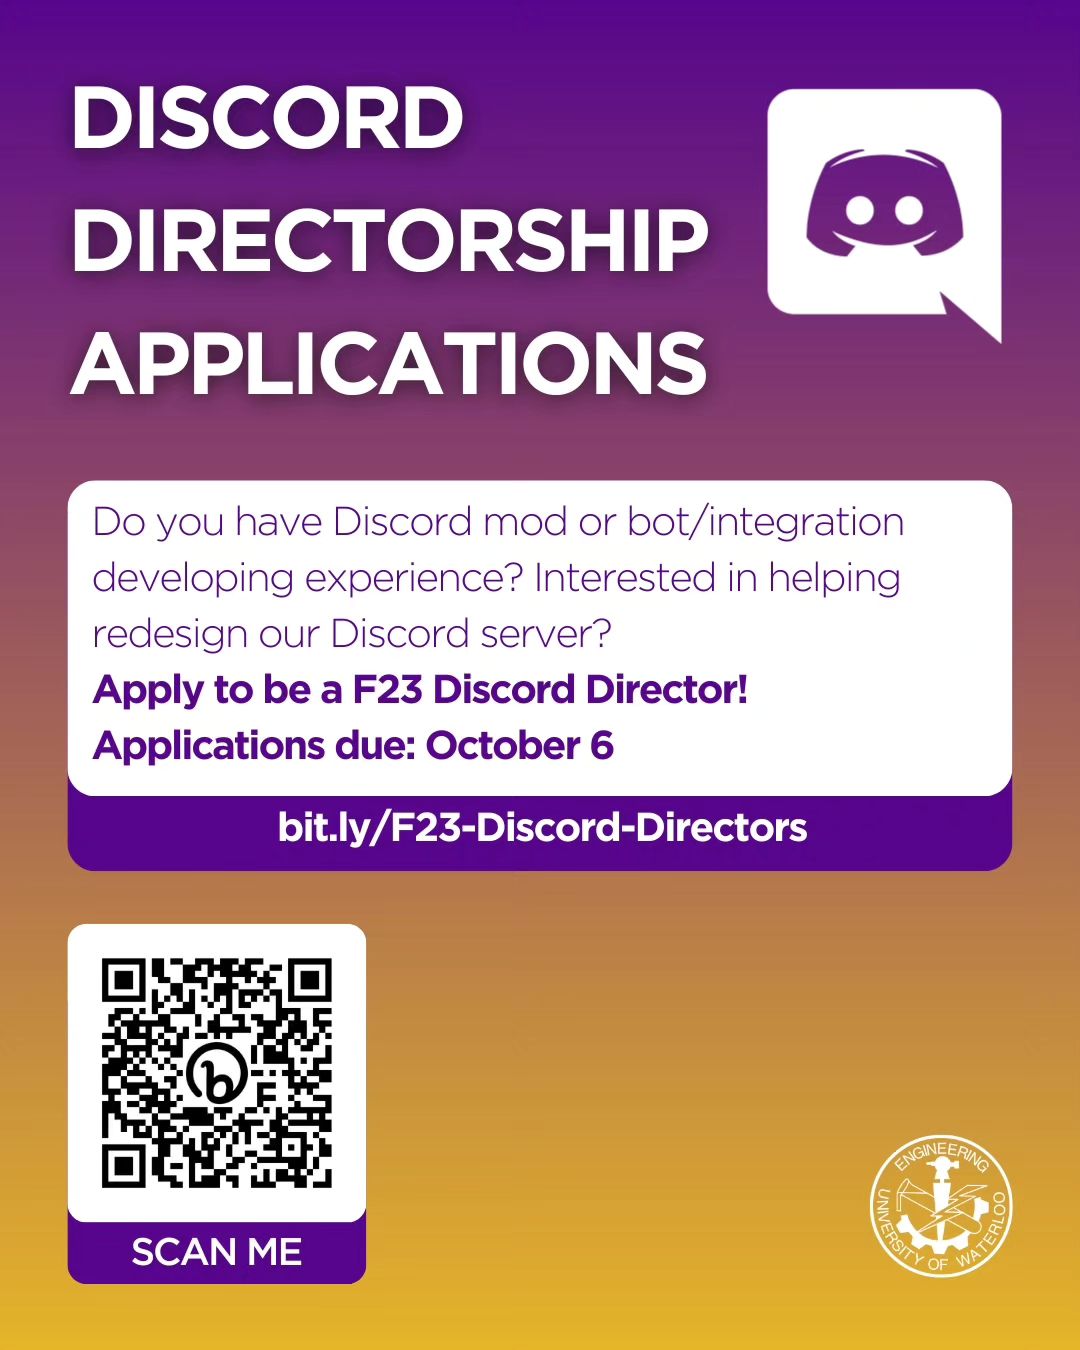 DISCORD
DIRECTORSHIP
APPLICATIONS
Do you have Discord mod or bot/integration
developing experience? Interested in helping
redesign our Discord server?
Apply to be a F23 Discord Director!
Applications due: October 6
bit.ly/F23-Discord-Directors
b
SCAN ME
ENGINEERING
UNIVERSITY OF WATERLOO